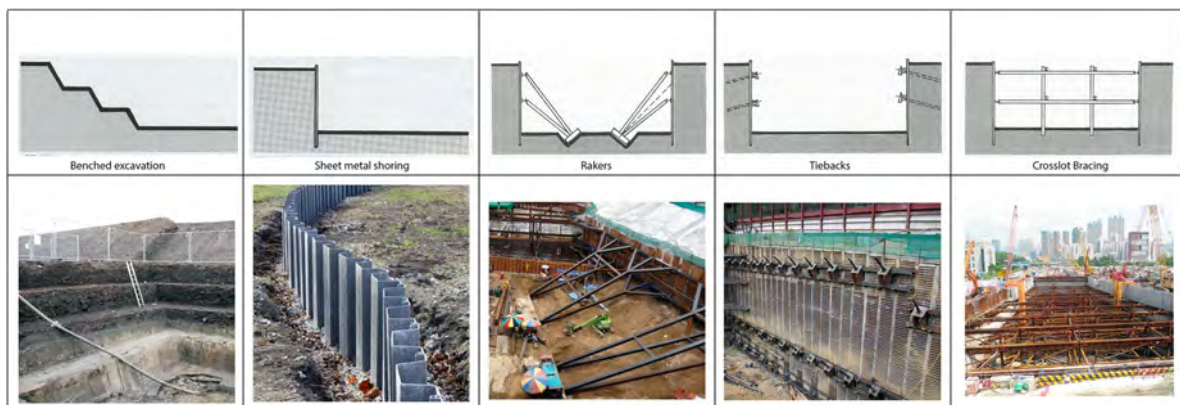 Benched excavation
Sheet metal shoring
Rakers
Tiebacks
Crosslot Bracing